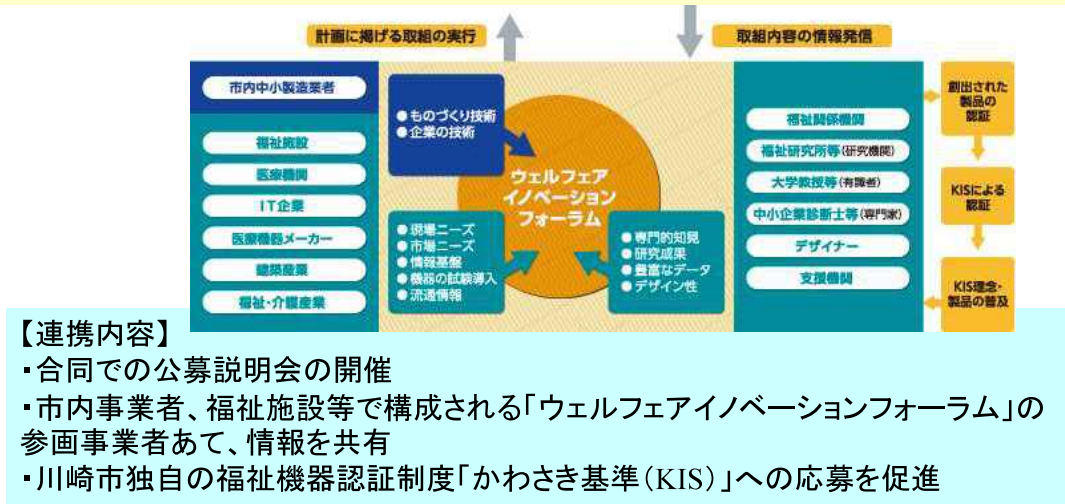 計画に掲げる取組の実行
取組内容の情報発信
市内中小製造業者
福祉施設
医療機関
IT企業
医療機器メーカー
建築産業
福祉・介護産業
●ものづくり技術
●企業の技術
ウェルフェア
イノベーション
フォーラム
●現場ニーズ
●市場ニーズ
●情報基盤
●機器の試験導入
●流通情報
●専門的知見
●研究成果
●豊富なデータ
●デザイン性
福祉関係機関
福祉研究所等(研究機関)
大学教授等(有識者)
中小企業診断士等(専門家)
デザイナー
支援機関
創出された
製品の
認証
KISによる
認証
KIS理念・
製品の普及
【連携内容】
・合同での公募説明会の開催
・市内事業者、福祉施設等で構成される「ウェルフェアイノベーションフォーラム」の
参画事業者あて、情報を共有
・川崎市独自の福祉機器認証制度「かわさき基準(KIS)」への応募を促進